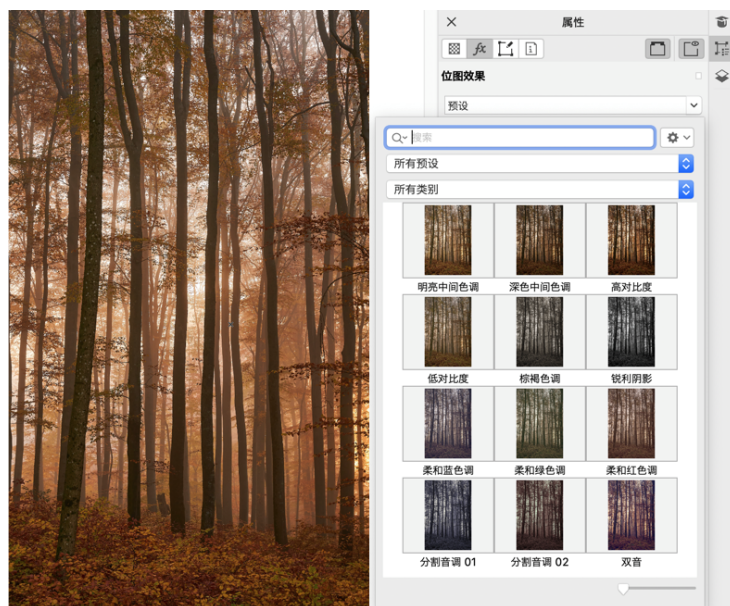 属性
位图效果
预设
搜索
所有预设
所有类别
明亮中间色调 深色中间色调 高对比度
低对比度 棕褐色调 锐利阴影
柔和蓝色调 柔和绿色调 柔和红色调
分割音调 01 分割音调 02 双音